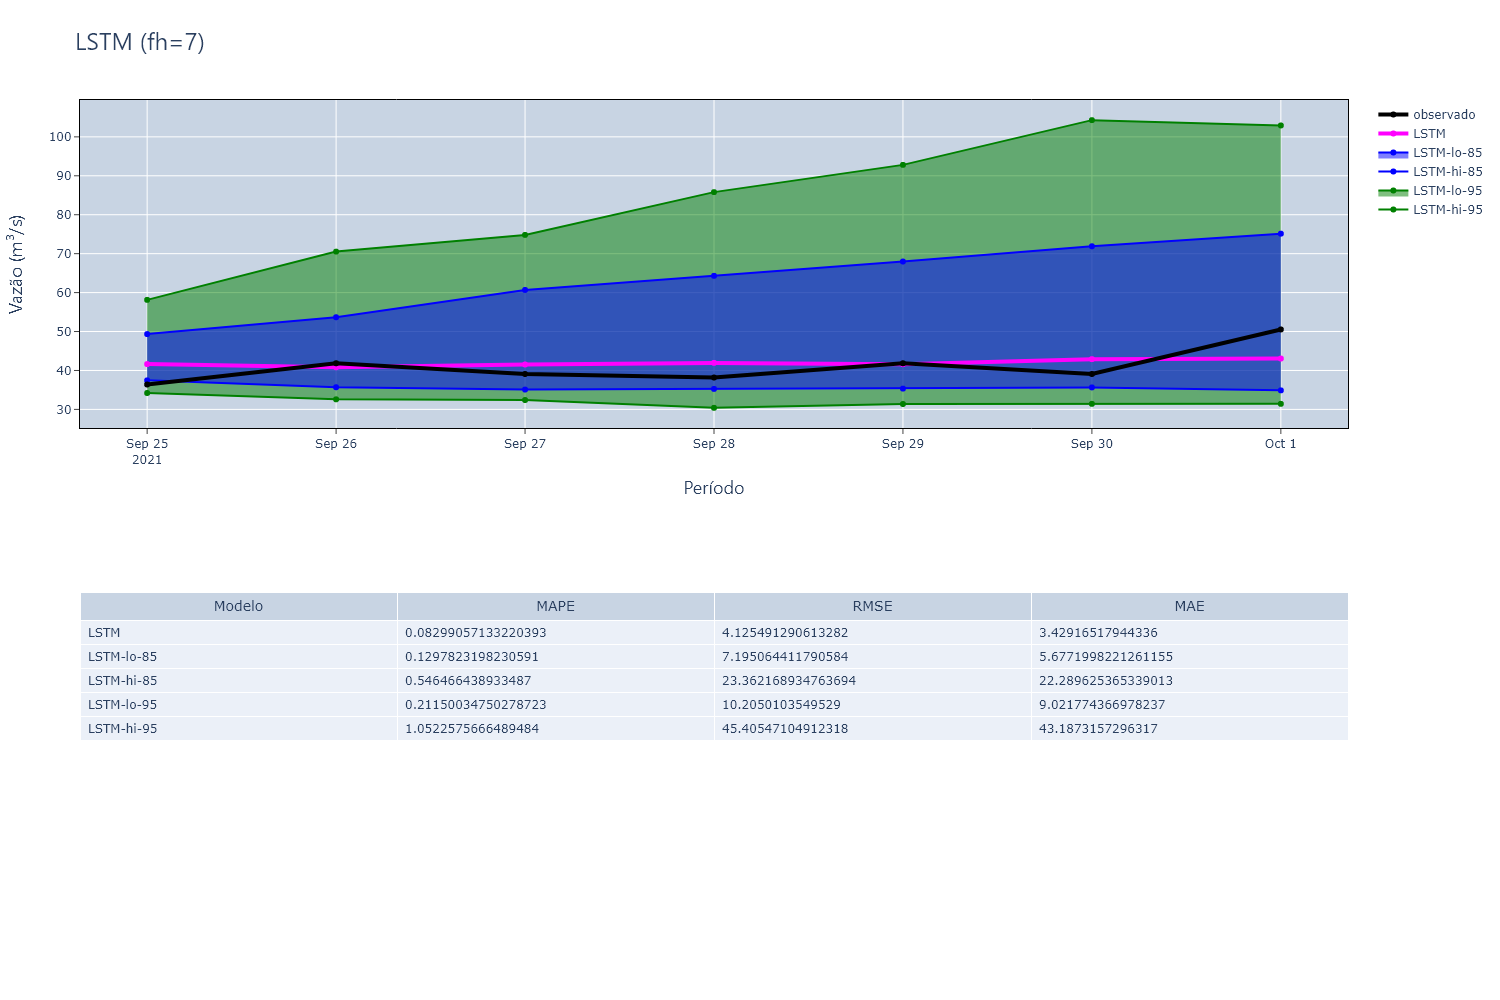 LSTM (fh=7)
observado
LSTM
LSTM-lo-85
LSTM-hi-85
LSTM-lo-95
LSTM-hi-95
Vazão (m³/s)
100
90
80
70
60
50
40
30
Sep 25 Sep 26 Sep 27 Sep 28 Sep 29 Sep 30 Oct 1
2021
Período
Modelo MAPE RMSE MAE
LSTM 0.08299057133220393 4.125491290613282 3.42916517944336
LSTM-lo-85 0.1297823198230591 7.195064411790584 5.6771998221261155
LSTM-hi-85 0.546466438933487 23.362168934763694 22.289625365339013
LSTM-lo-95 0.21150034750278723 10.2050103549529 9.021774366978237
LSTM-hi-95 1.0522575666489484 45.40547104912318 43.1873157296317